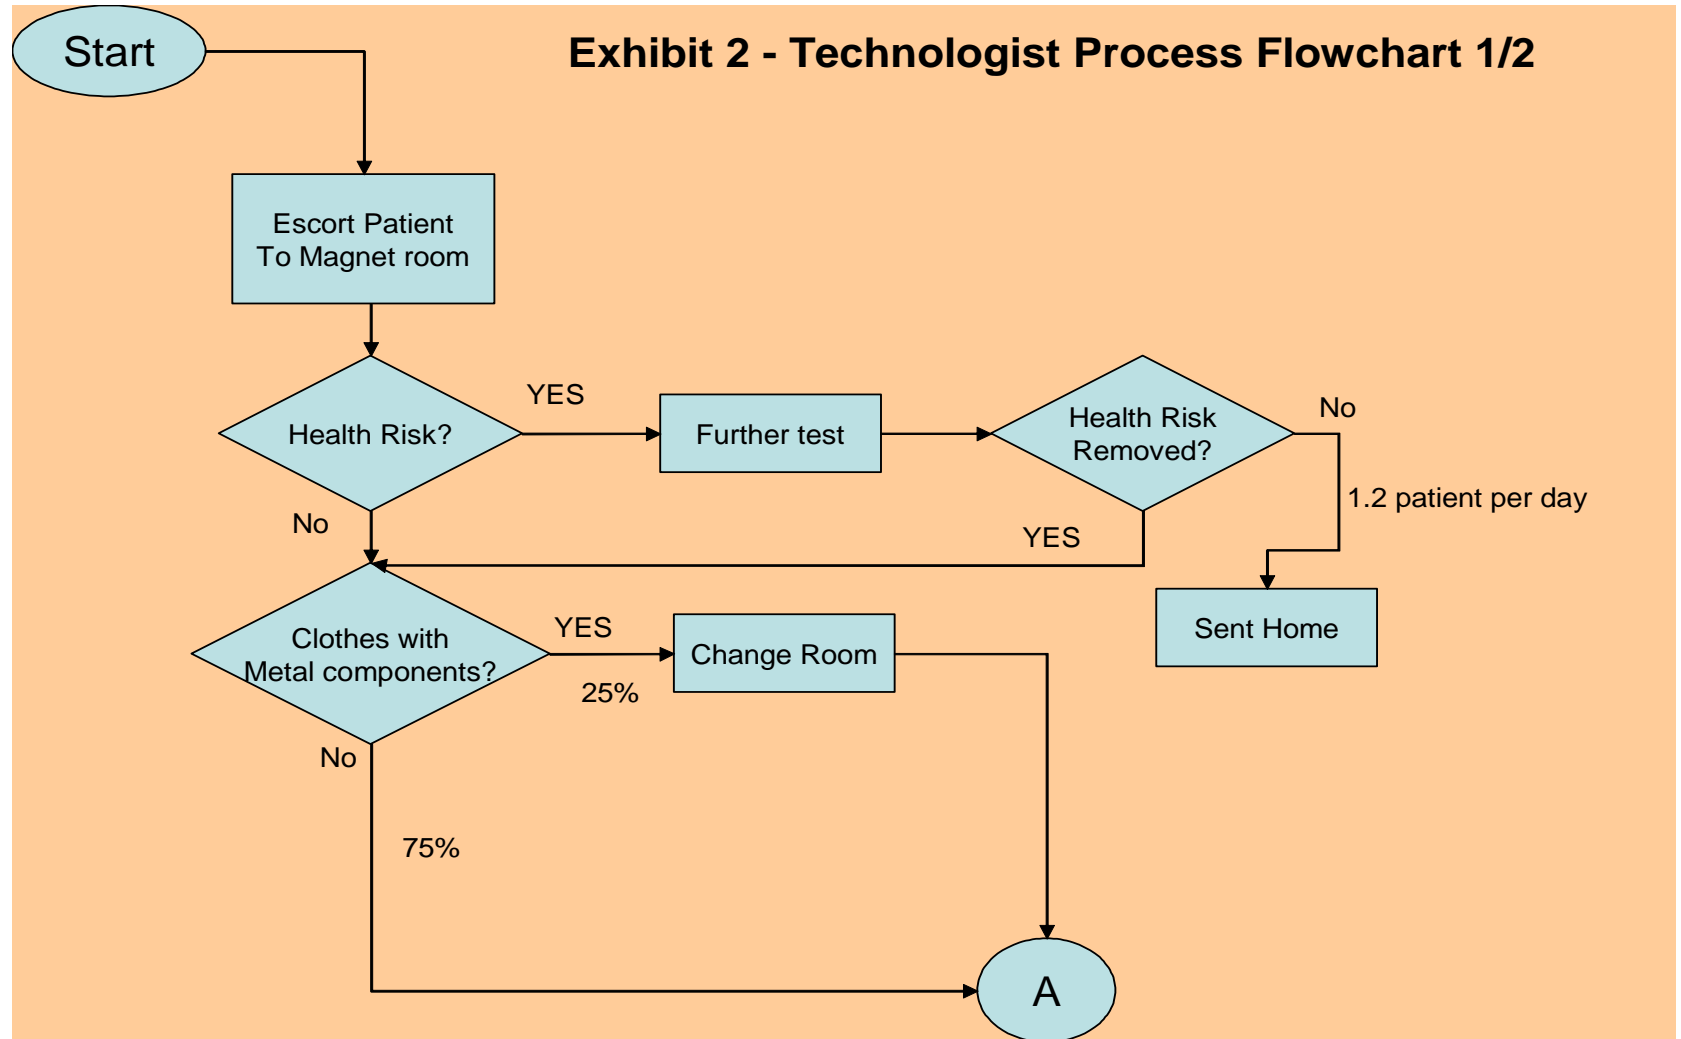 Start
Exhibit 2 - Technologist Process Flowchart 1/2
Escort Patient
To Magnet room
Health Risk?
YES
Further test
Health Risk
Removed?
No
1.2 patient per day
Sent Home
No
YES
Clothes with
Metal components?
YES
25%
Change Room
No
75%
A